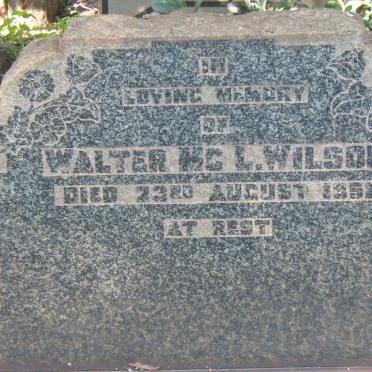 IN
LOVING MEMORY
OF
WALTER MC L. WILSON
DIED 23RD AUGUST
AT REST